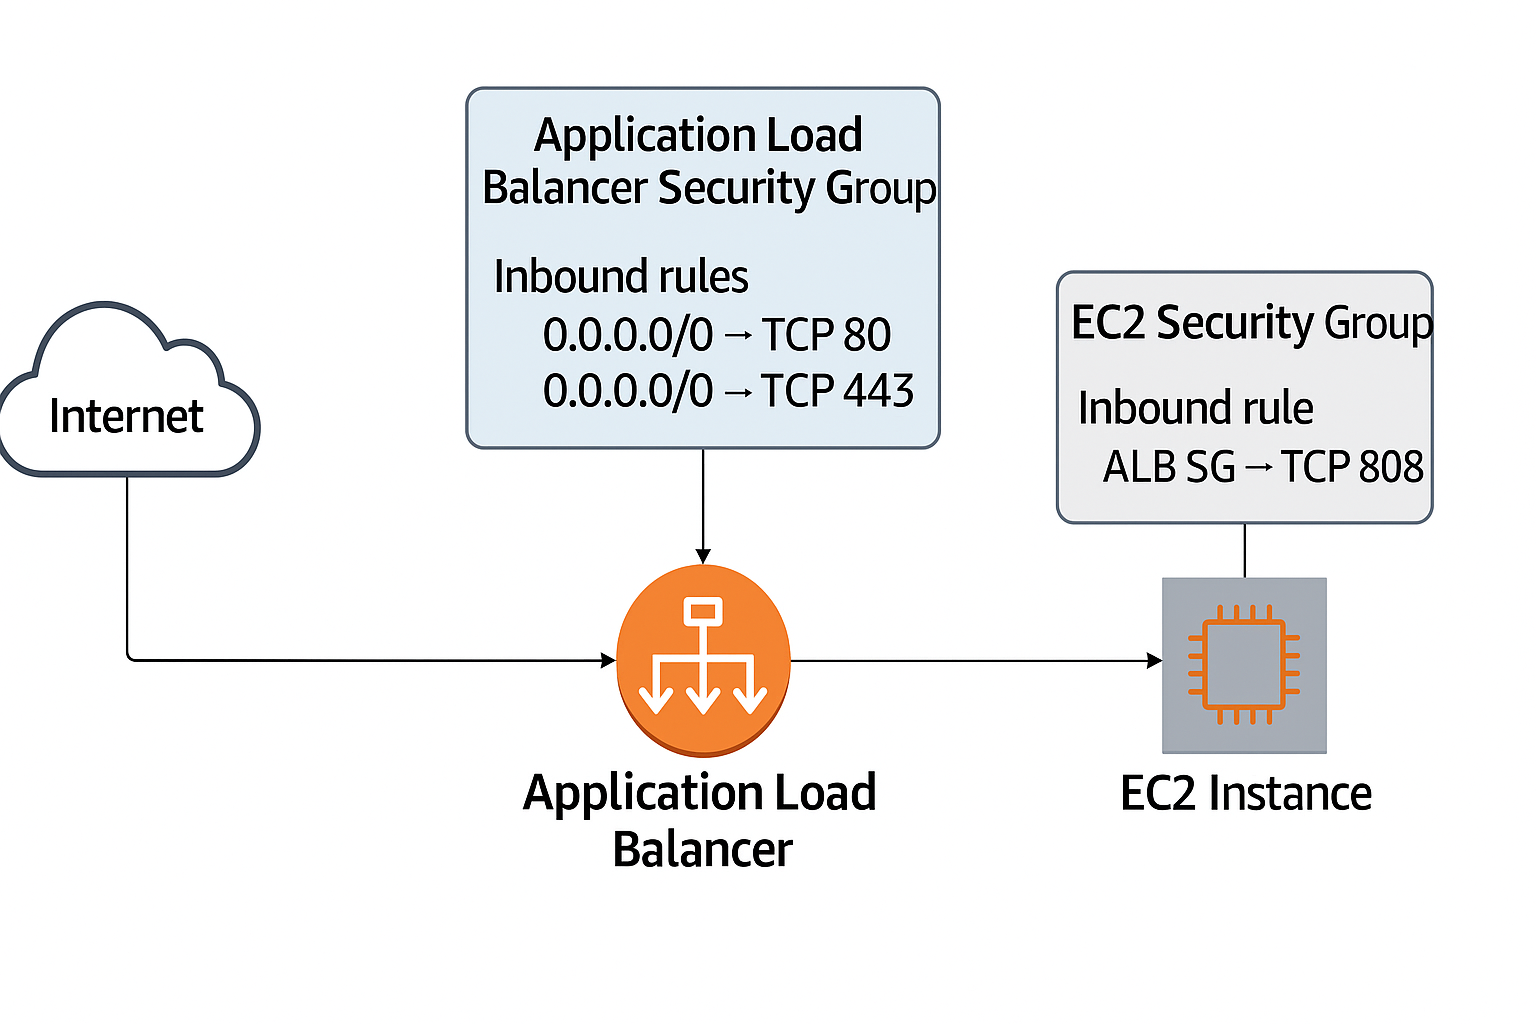 Application Load
Balancer Security Group
Inbound rules
0.0.0.0/0 → TCP 80
0.0.0.0/0 → TCP 443
EC2 Security Group
Inbound rule
ALB SG → TCP 808
Internet
Application Load
Balancer
EC2 Instance